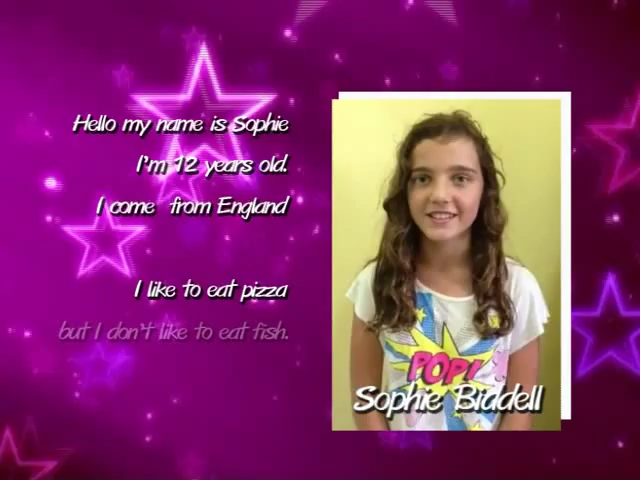 Hello my name is Sophie
I'm 12 years old.
I come from England
I like to eat pizza
but I don't like to eat fish.
POP!
Sophie Biddell